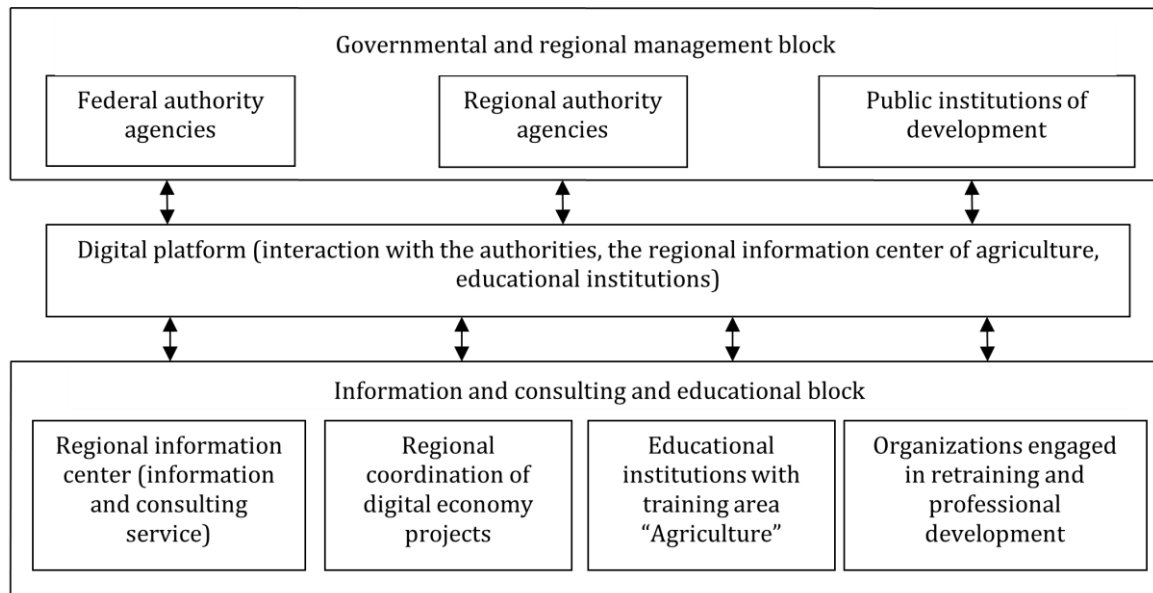 Governmental and regional management block
Federal authority
agencies
Regional authority
agencies
Public institutions of
development
Digital platform (interaction with the authorities, the regional information center of agriculture,
educational institutions)
Information and consulting and educational block
Regional information
center (information
and consulting
service)
Regional
coordination of
digital economy
projects
Educational
institutions with
training area
“Agriculture”
Organizations engaged
in retraining and
professional
development